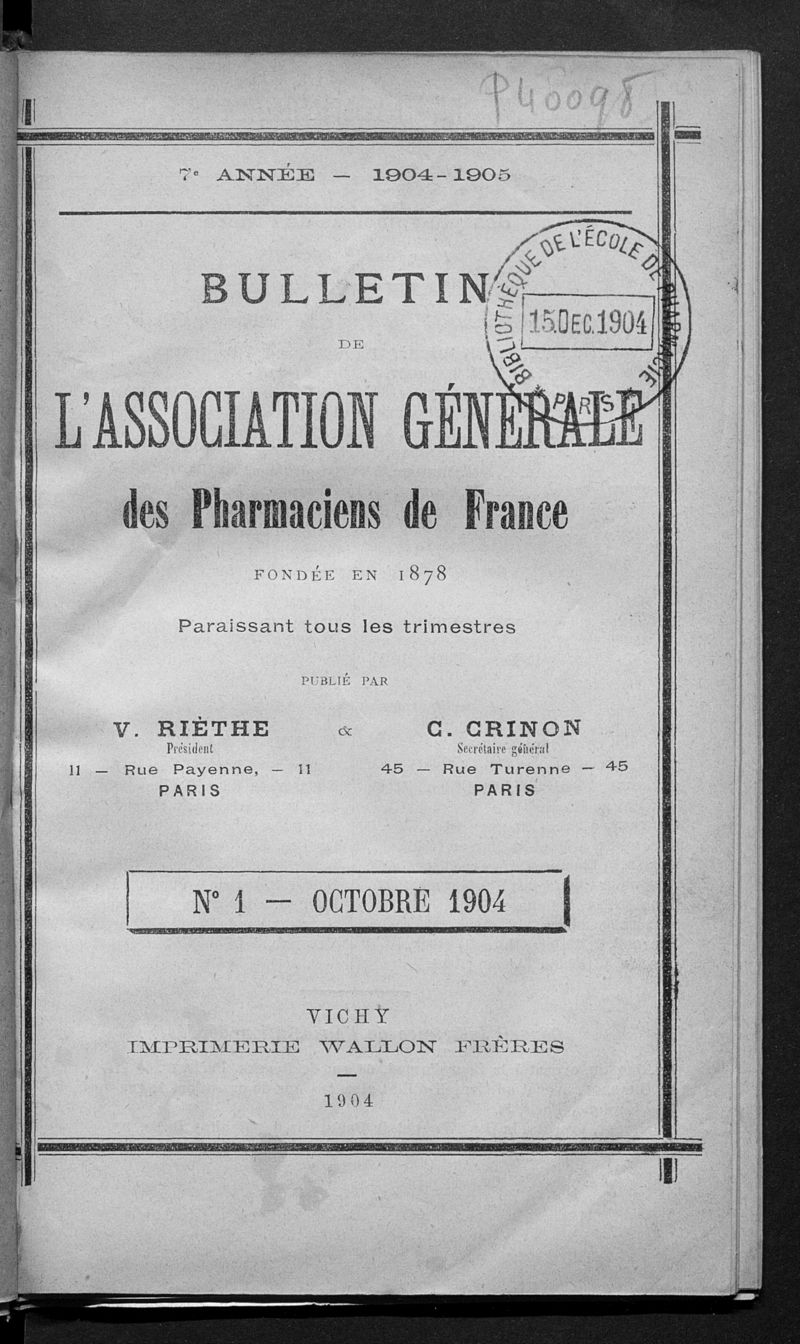 P40098
7e ANNÉE — 1904-1905
BULLETIN
DE
L'ASSOCIATION GÉNÉRALE
des Pharmaciens de France
FONDÉE EN 1878
Paraissant tous les trimestres
PUBLIÉ PAR
V. RIÈTHE & C. CRINON
Président Secrétaire général
11 — Rue Payenne, — 11 45 — Rue Turenne — 45
PARIS PARIS
N° 1 — OCTOBRE 1904
VICHY
IMPRIMERIE WALLON FRÈRES
1904
BIBLIOTHÈQUE DE L'ÉCOLE DE PHARMACIE
15.DEC.1904
PARIS